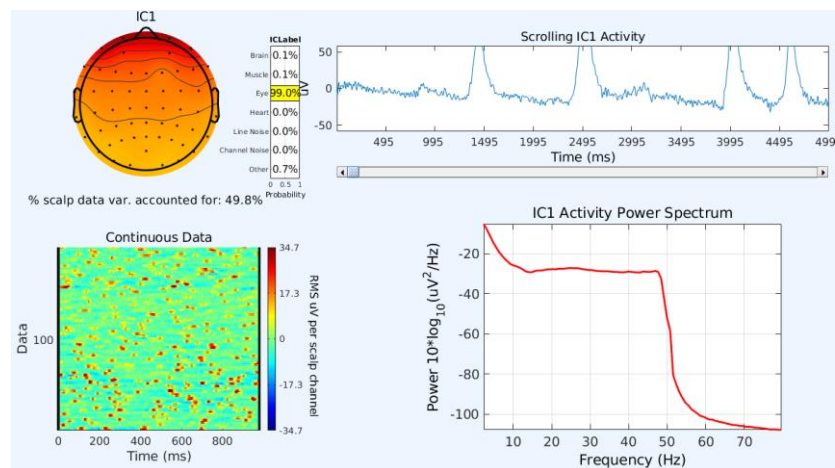 IC1
ICLabel
Brain 0.1%
Muscle 0.1%
Eye 99.0%
Heart 0.0%
Line Noise 0.0%
Channel Noise 0.0%
Other 0.7%
0 0.5 1
Probability
% scalp data var. accounted for: 49.8%
Scrolling IC1 Activity
uV
50
0
-50
495 995 1495 1995 2495 2995 3495 3995 4495 499
Time (ms)
Continuous Data
Data
100
0 200 400 600 800
Time (ms)
34.7
17.3
0
-17.3
-34.7
RMS uV per scalp channel
IC1 Activity Power Spectrum
Power 10*log10(uV2/Hz)
-20
-40
-60
-80
-100
10 20 30 40 50 60 70
Frequency (Hz)